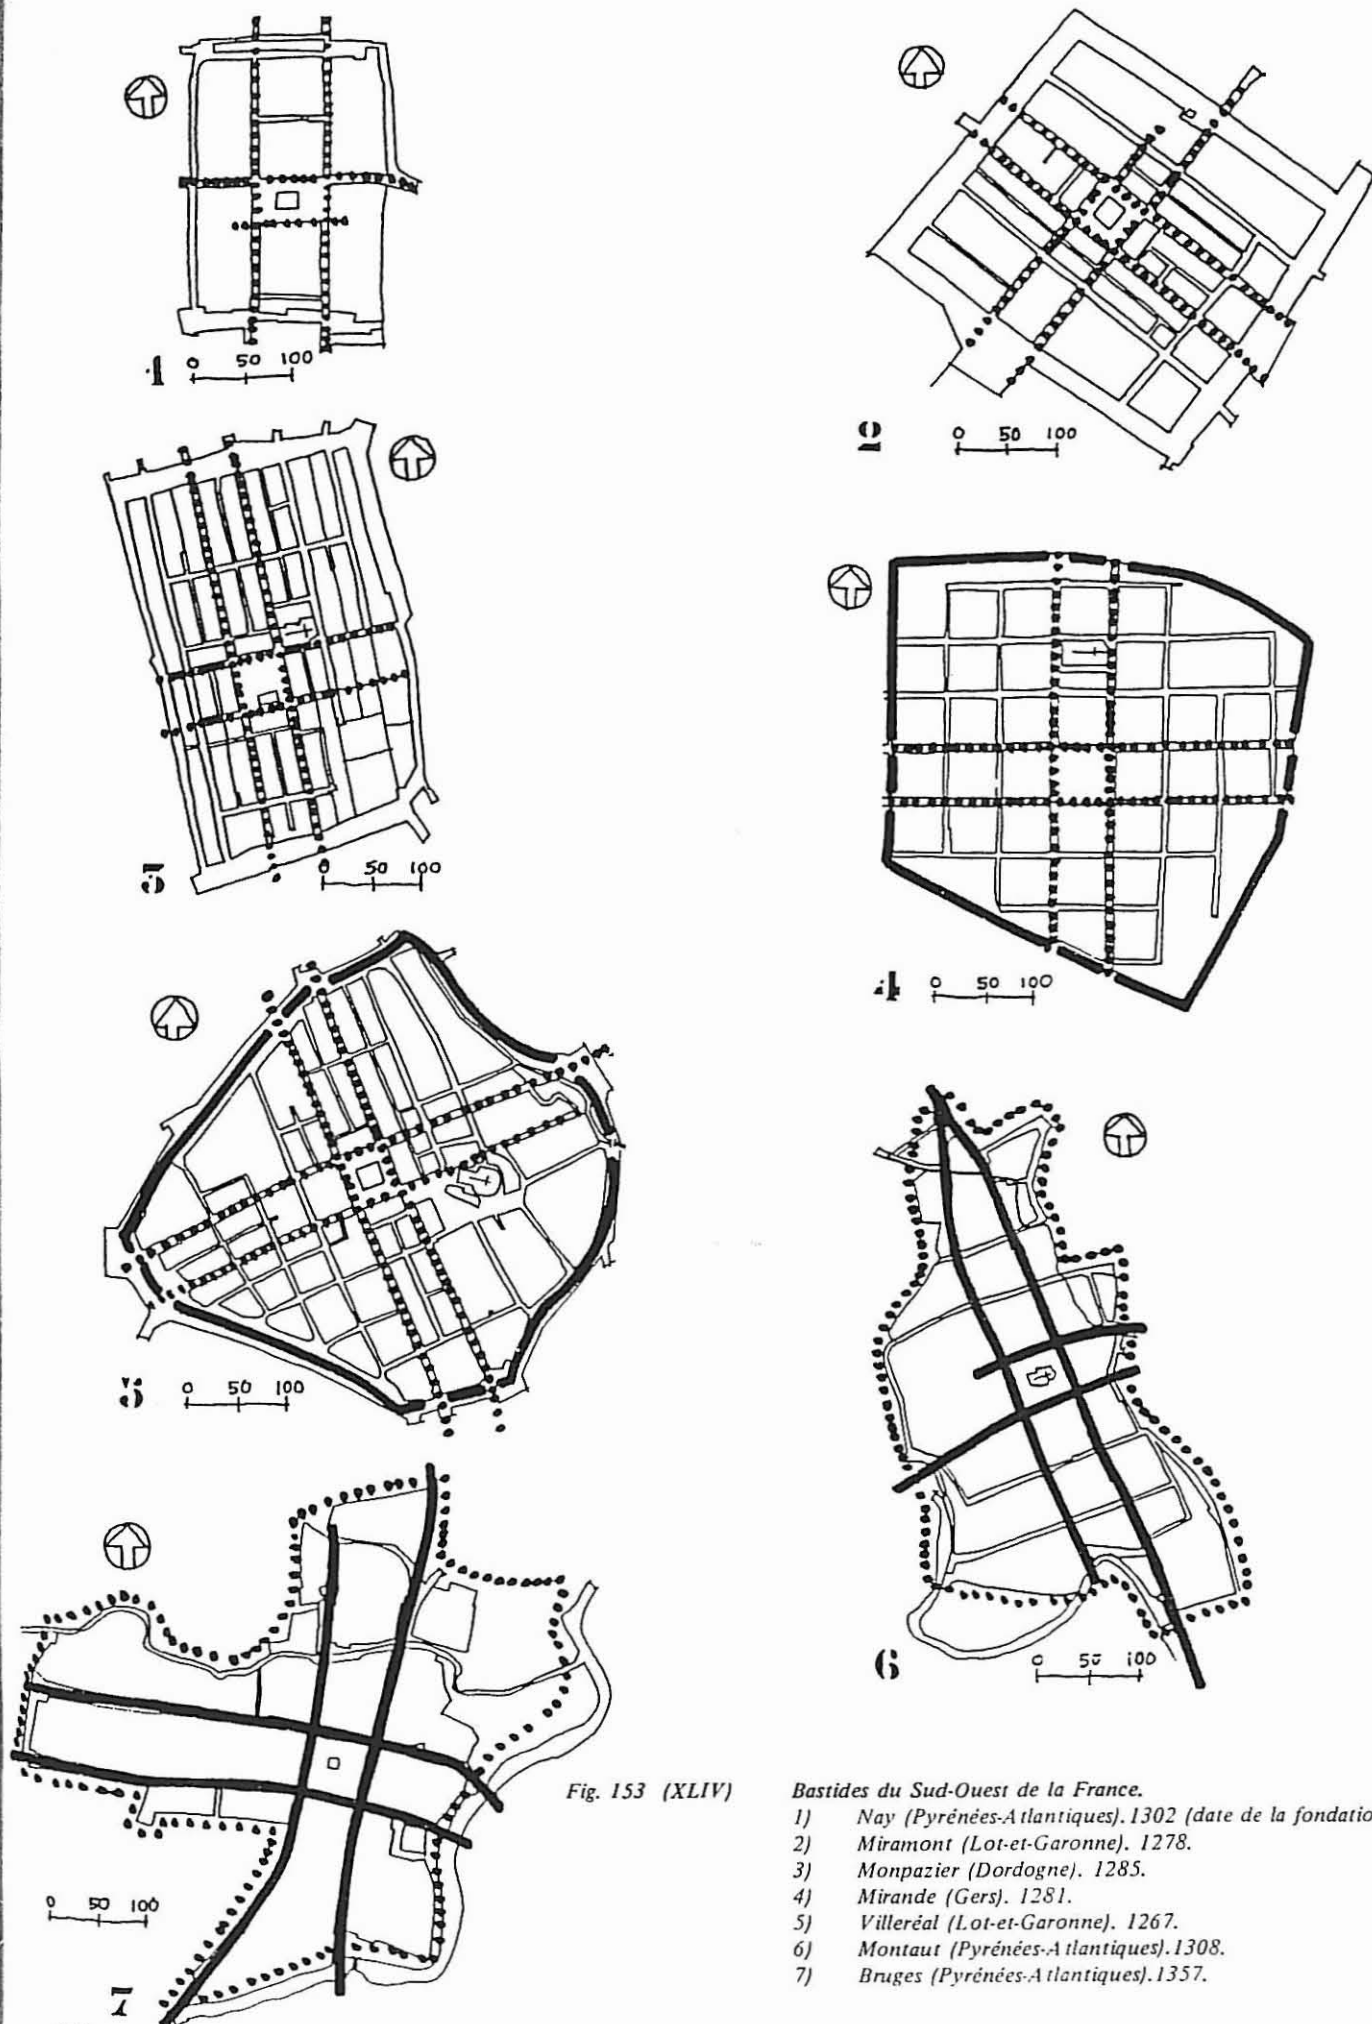 1 0 50 100
2 0 50 100
3 0 50 100
4 0 50 100
5 0 50 100
6 0 50 100
7 0 50 100
Fig. 153 (XLIV)
Bastides du Sud-Ouest de la France.
1) Nay (Pyrénées-Atlantiques). 1302 (date de la fondatio
2) Miramont (Lot-et-Garonne). 1278.
3) Monpazier (Dordogne). 1285.
4) Mirande (Gers). 1281.
5) Villeréal (Lot-et-Garonne). 1267.
6) Montaut (Pyrénées-Atlantiques). 1308.
7) Bruges (Pyrénées-Atlantiques). 1357.